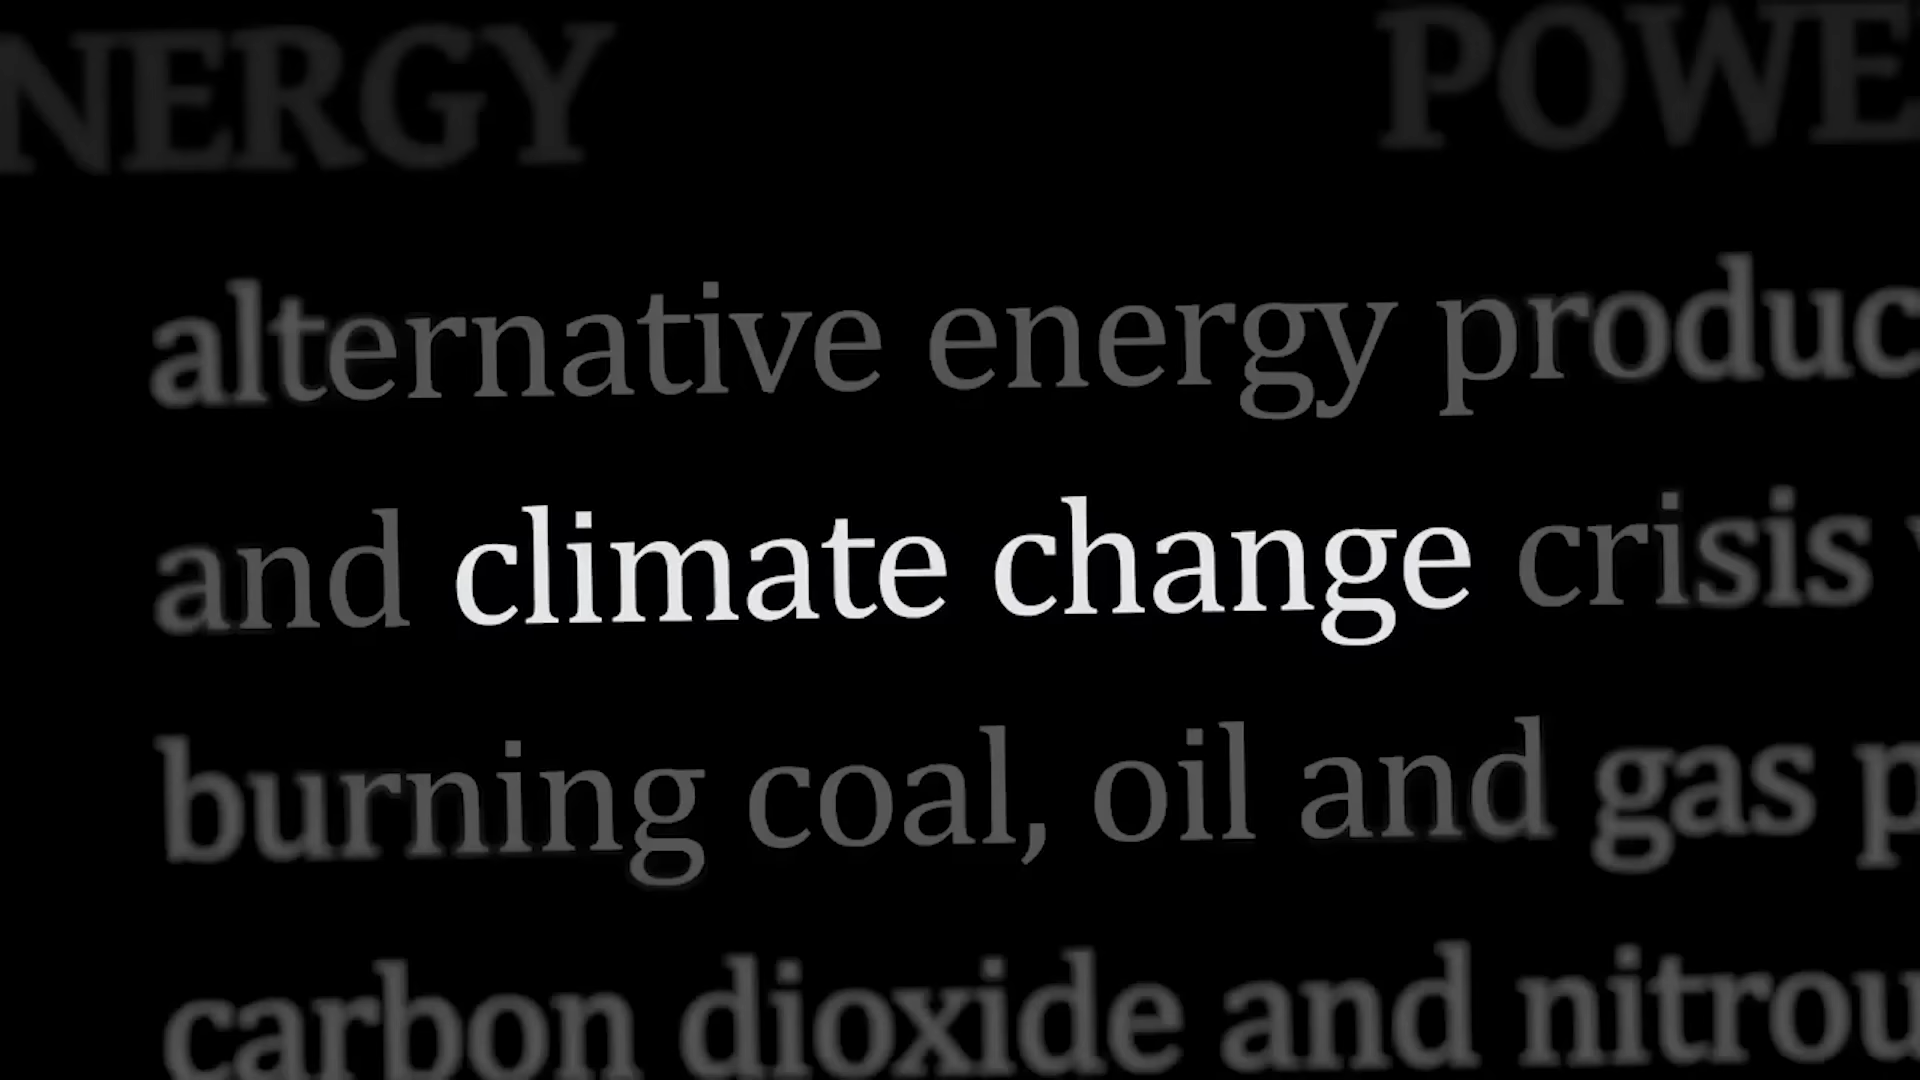 NERGY POWE
alternative energy produc
and climate change crisis
burning coal, oil and gas p
carbon dioxide and nitrou